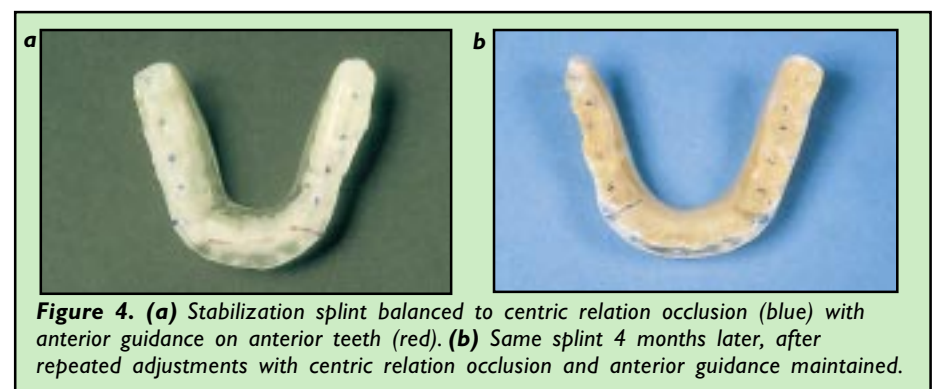 a
b
Figure 4. (a) Stabilization splint balanced to centric relation occlusion (blue) with
anterior guidance on anterior teeth (red). (b) Same splint 4 months later, after
repeated adjustments with centric relation occlusion and anterior guidance maintained.